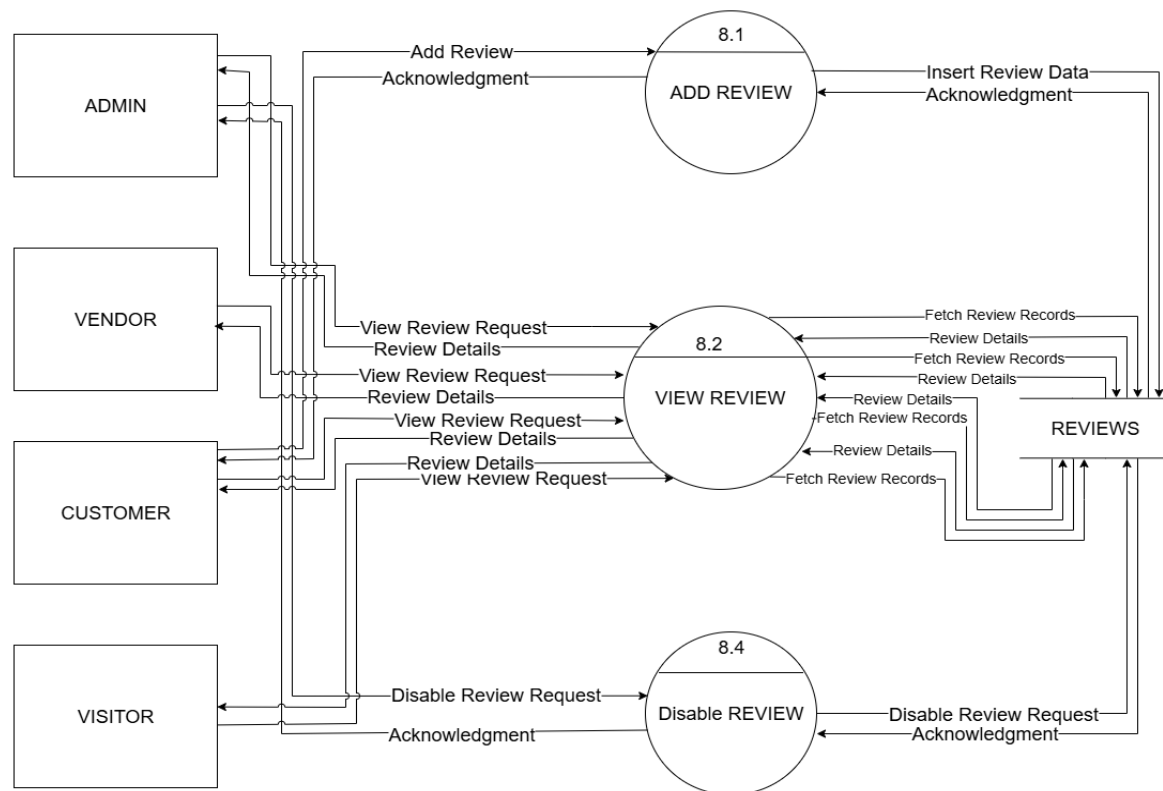 8.1
ADD REVIEW
Add Review
Acknowledgment
Insert Review Data
Acknowledgment
ADMIN
VENDOR
CUSTOMER
VISITOR
View Review Request
Review Details
View Review Request
Review Details
View Review Request
Review Details
Review Details
View Review Request
8.2
VIEW REVIEW
Fetch Review Records
Review Details
Fetch Review Records
Review Details
Review Details
Fetch Review Records
Review Details
Fetch Review Records
REVIEWS
8.4
Disable REVIEW
Disable Review Request
Acknowledgment
Disable Review Request
Acknowledgment